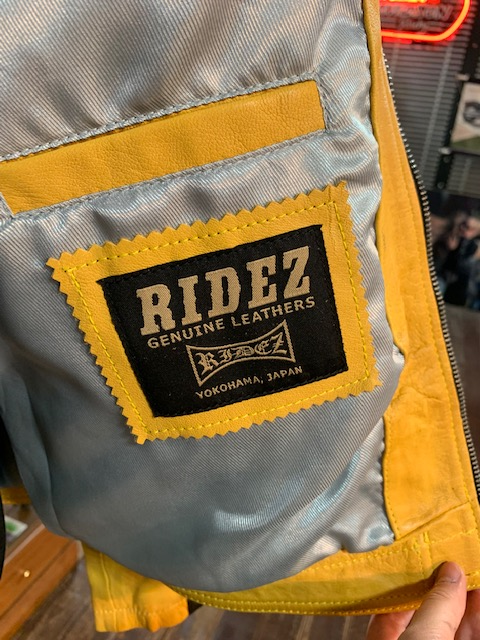 RIDEZ
GENUINE LEATHERS
RIDEZ
YOKOHAMA, JAPAN